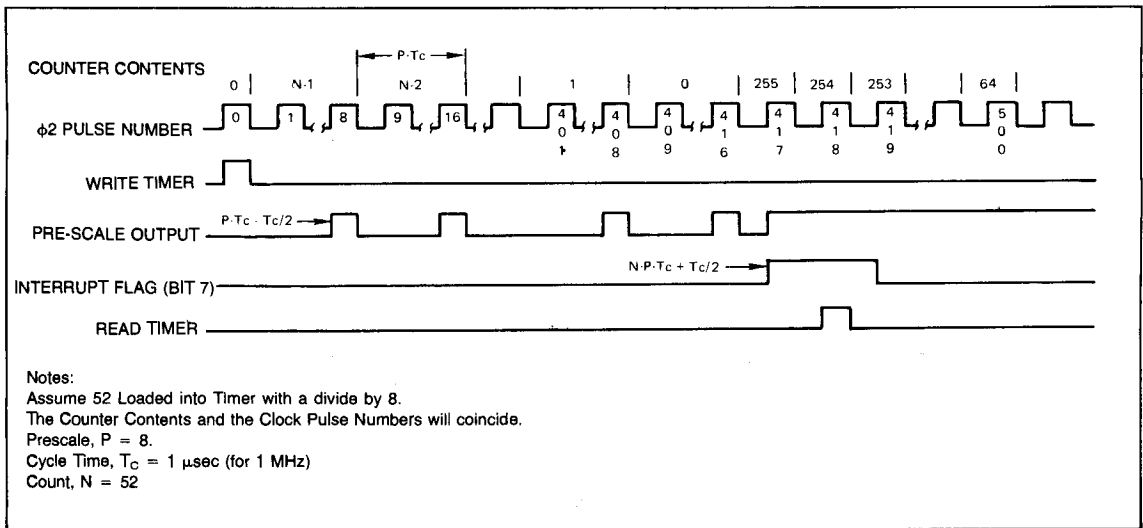 P·Tc
COUNTER CONTENTS 0 N-1 N-2 1 0 255 254 253 64
φ2 PULSE NUMBER 0 1 8 9 16 401 408 409 416 417 418 419 500
WRITE TIMER
P·Tc - Tc/2
PRE-SCALE OUTPUT
N·P·Tc + Tc/2
INTERRUPT FLAG (BIT 7)
READ TIMER
Notes:
Assume 52 Loaded into Timer with a divide by 8.
The Counter Contents and the Clock Pulse Numbers will coincide.
Prescale, P = 8.
Cycle Time, TC = 1 μsec (for 1 MHz)
Count, N = 52